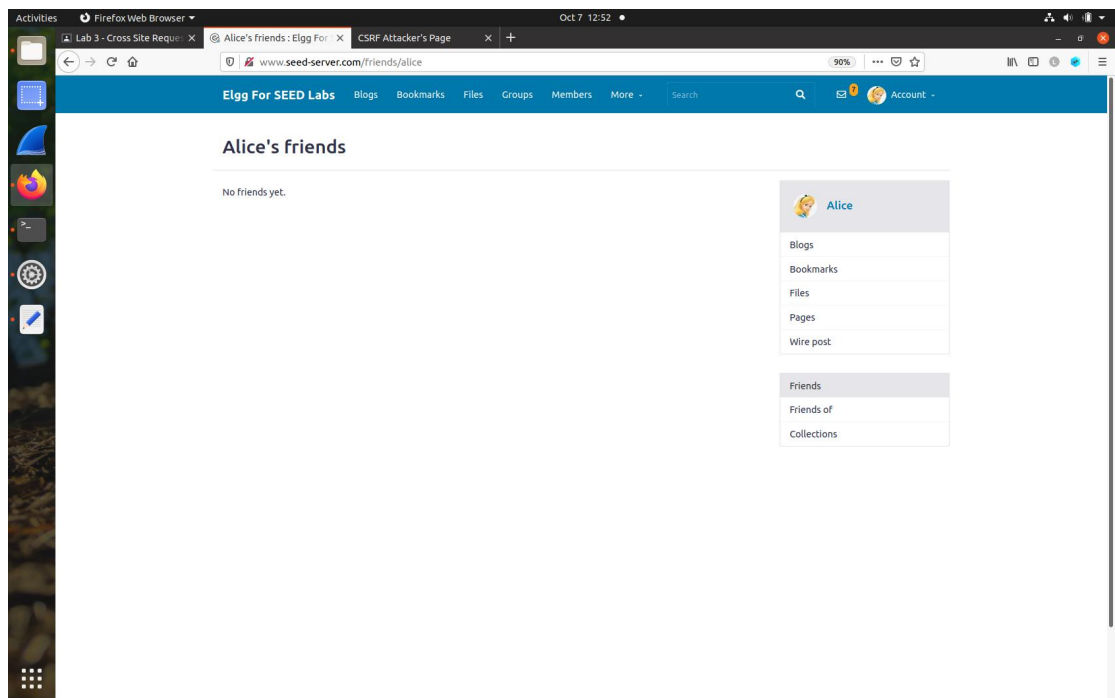 Activities Firefox Web Browser Oct 7 12:52
Lab 3 - Cross Site Reques Alice's friends : Elgg For S CSRF Attacker's Page
www.seed-server.com/friends/alice 90%
Elgg For SEED Labs Blogs Bookmarks Files Groups Members More Search 7 Account
Alice's friends
No friends yet.
Alice
Blogs
Bookmarks
Files
Pages
Wire post
Friends
Friends of
Collections